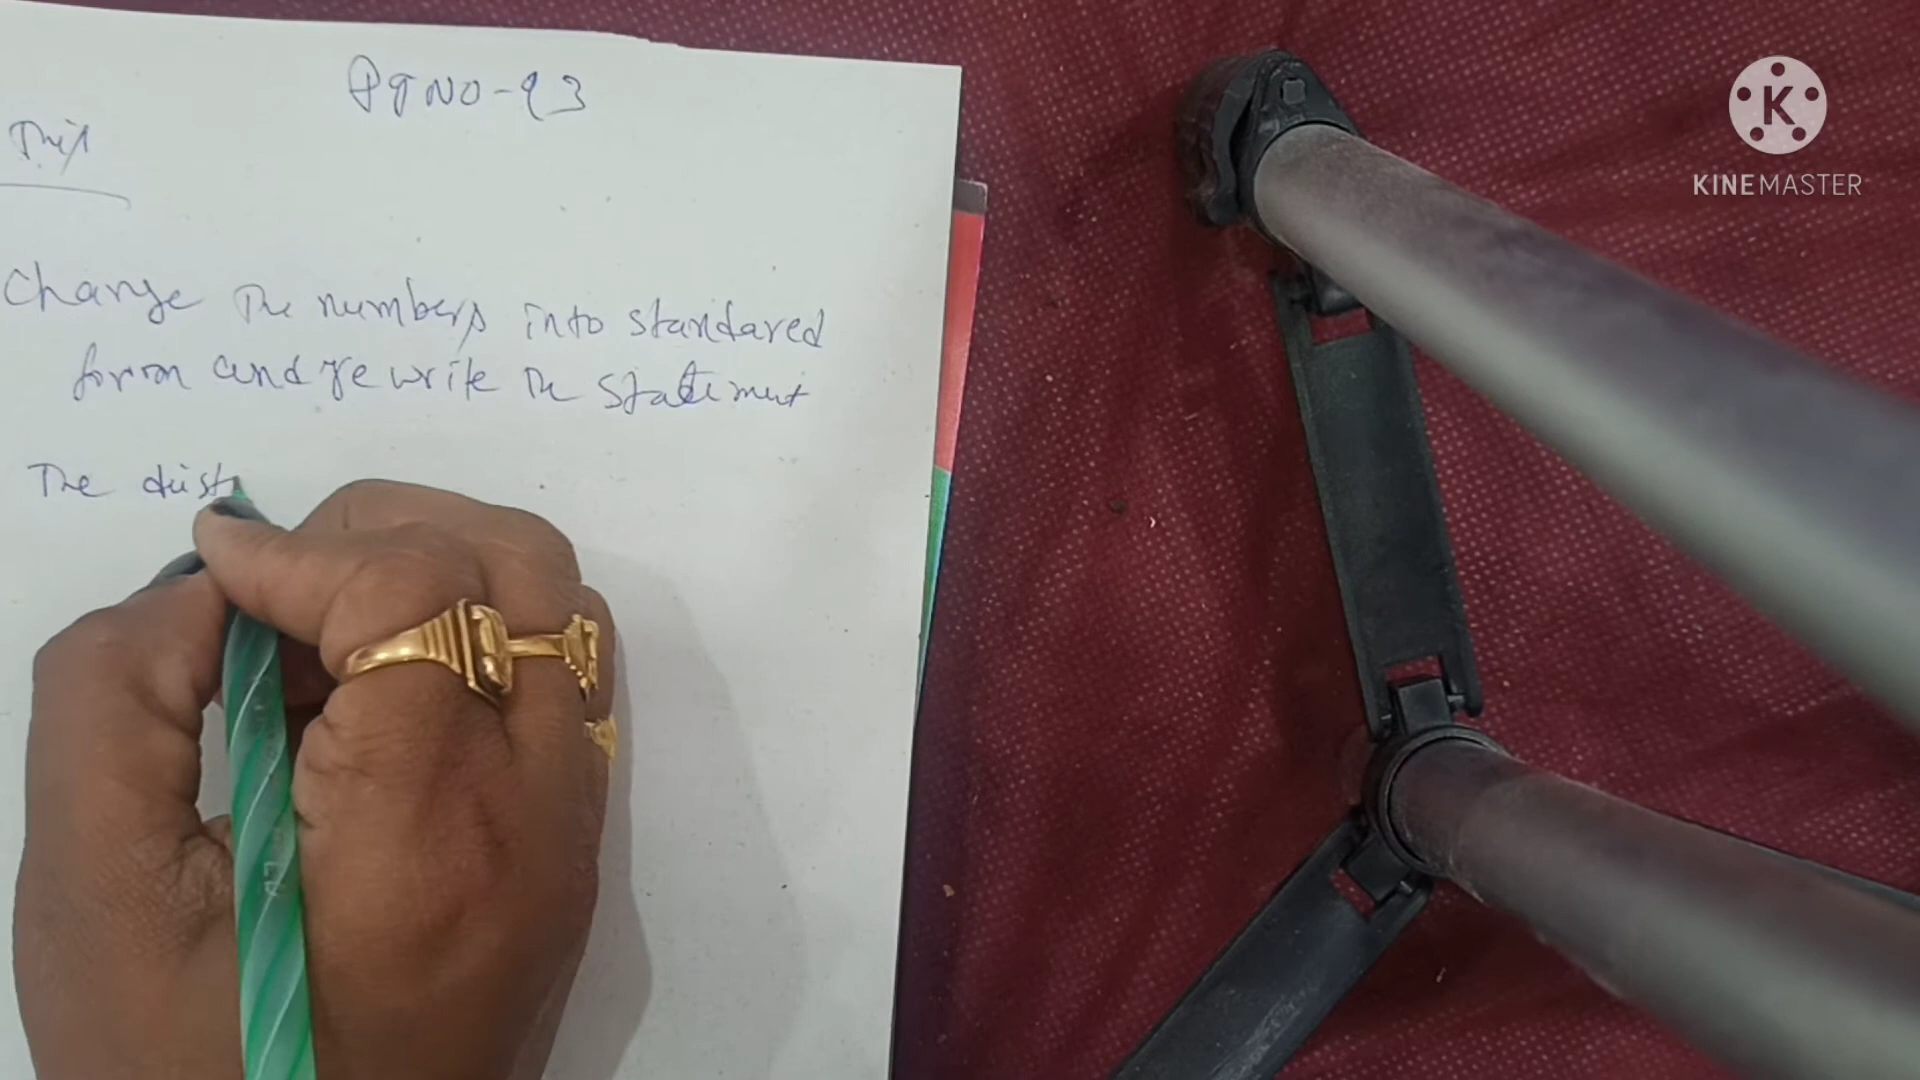 PgNO-93
Change The numbers into standared
form and rewrite The statement
The dist
K
KINEMASTER